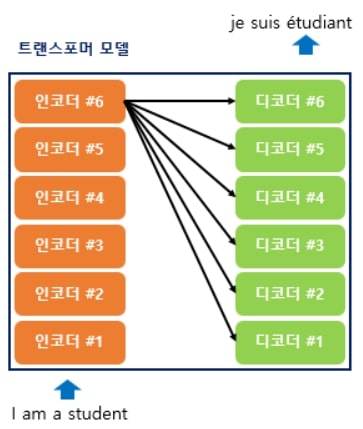 je suis étudiant
트랜스포머 모델
인코더 #6
디코더 #6
인코더 #5
디코더 #5
인코더 #4
디코더 #4
인코더 #3
디코더 #3
인코더 #2
디코더 #2
인코더 #1
디코더 #1
I am a student